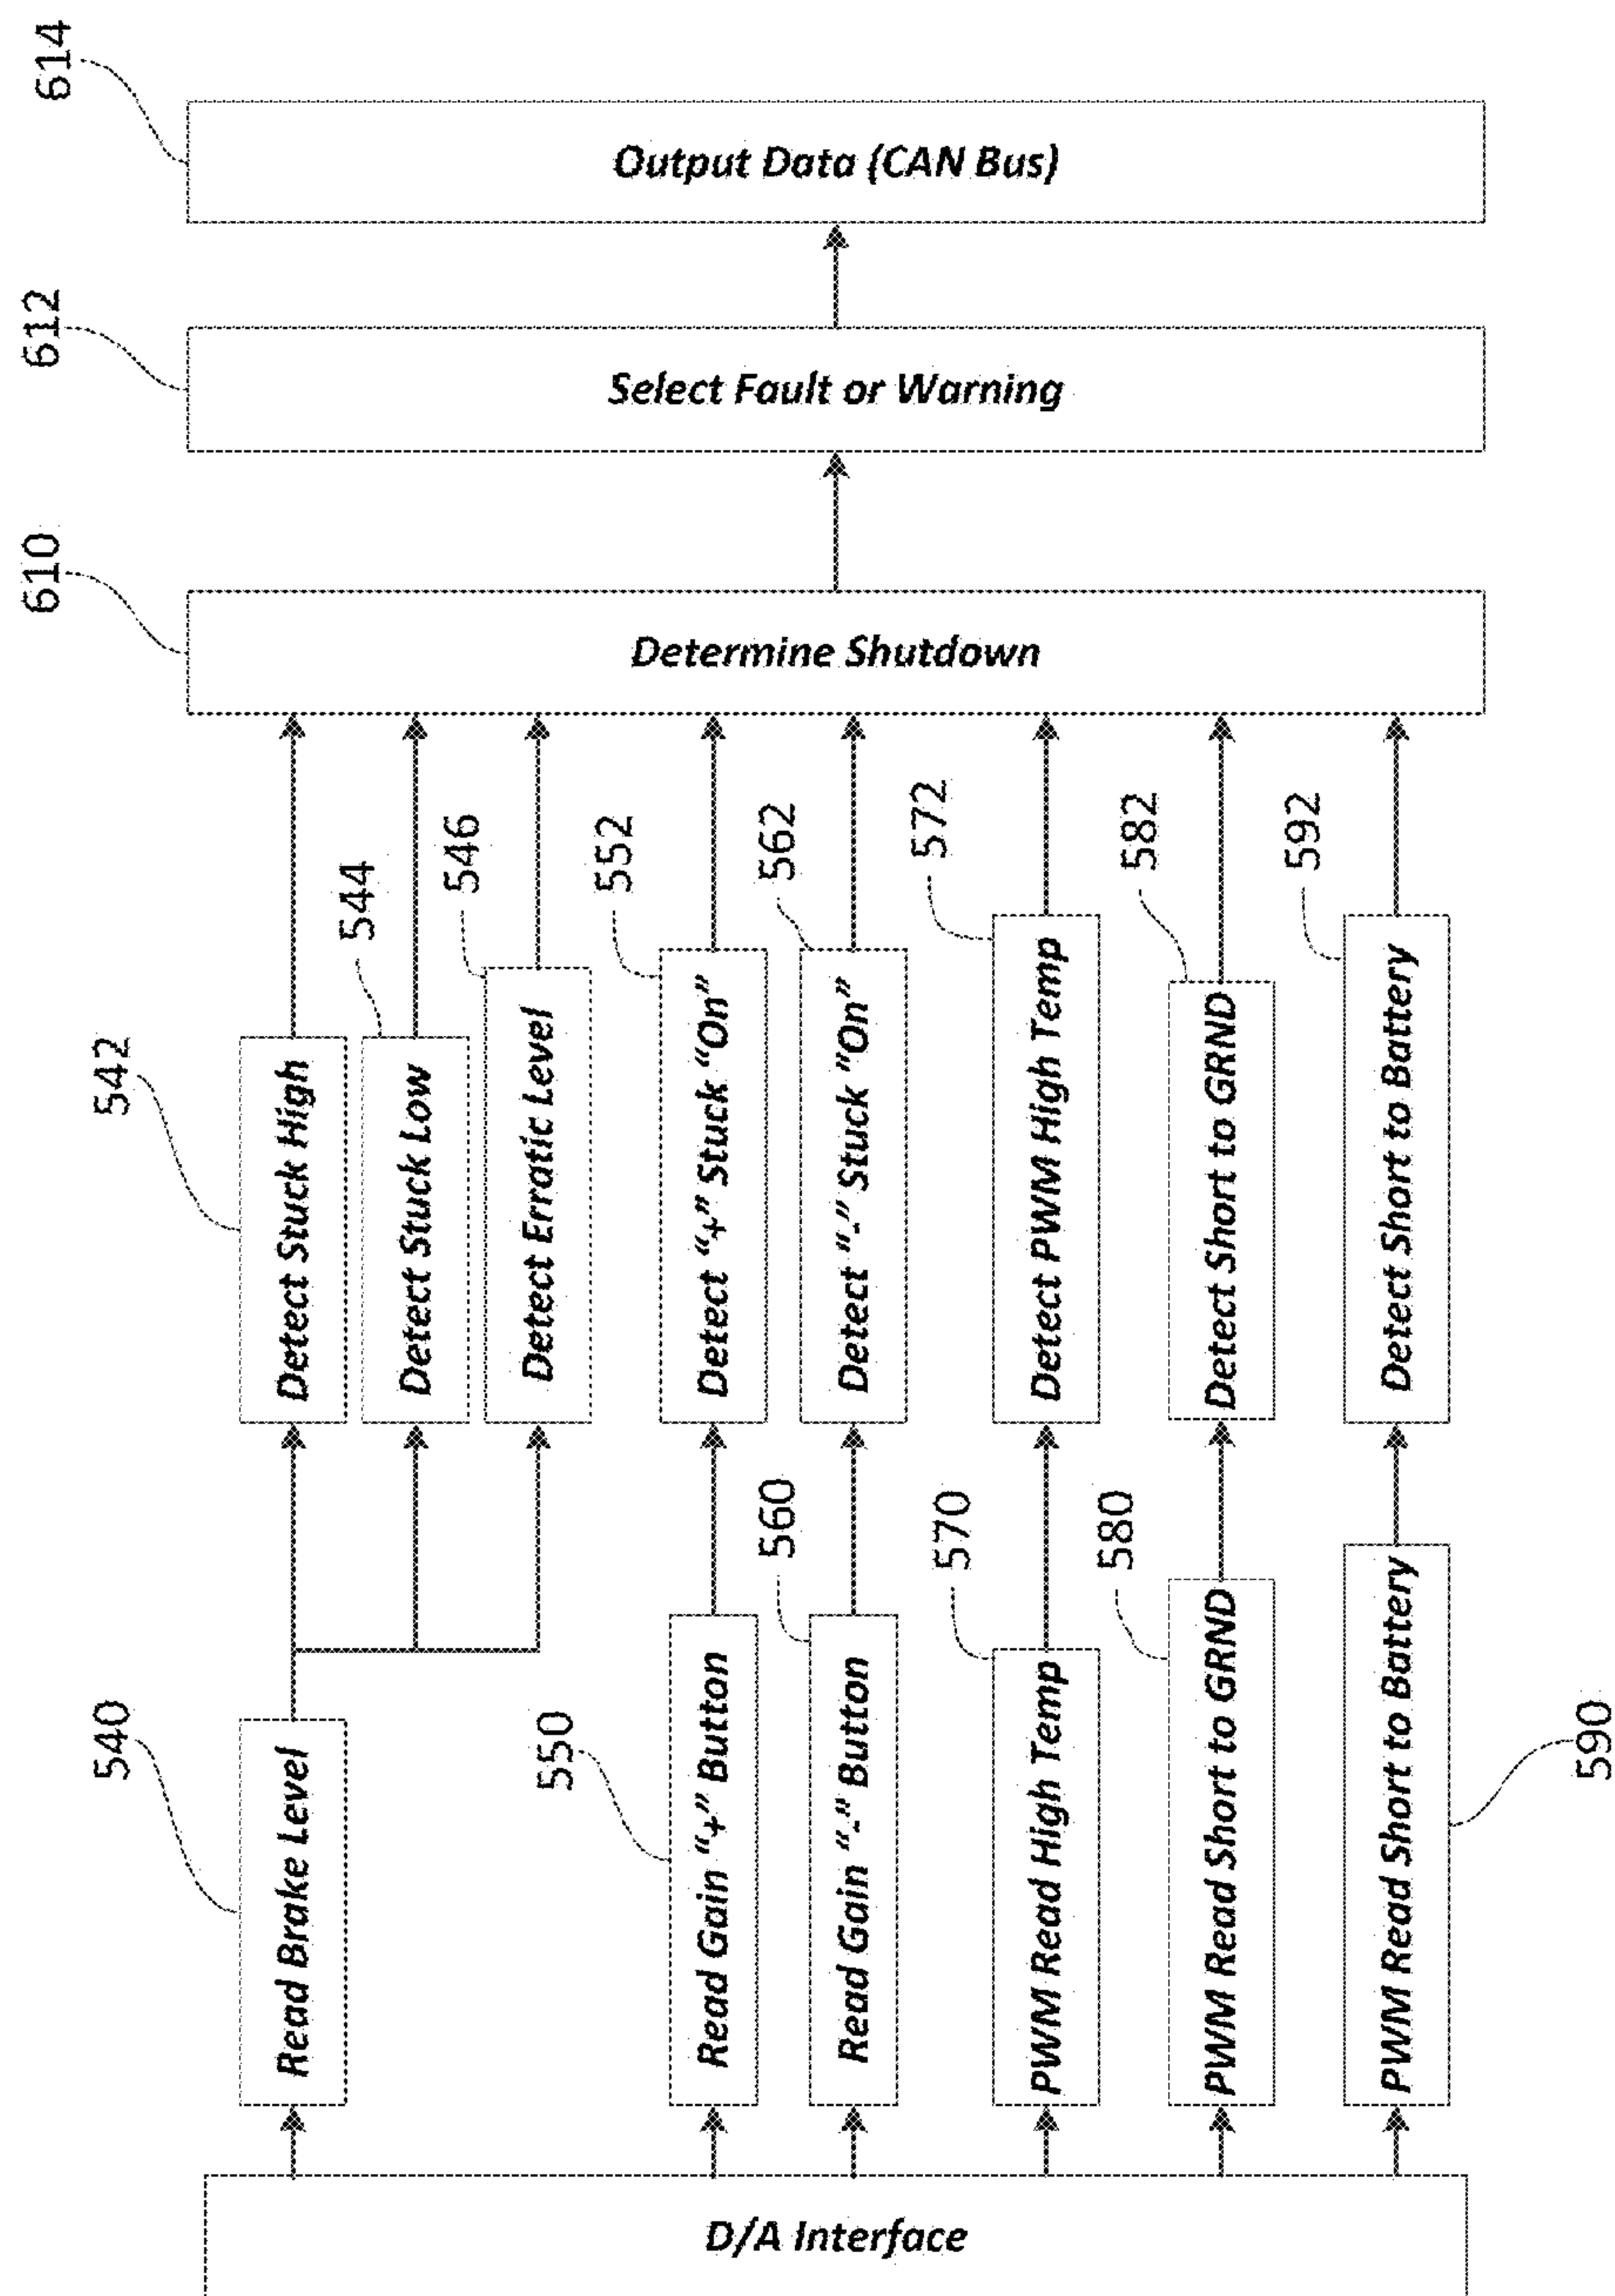 614
Output Data (CAN Bus)
612
Select Fault or Warning
610
Determine Shutdown
542
Detect Stuck High
544
Detect Stuck Low
546
Detect Erratic Level
552
Detect “+” Stuck “On”
562
Detect “-” Stuck “On”
572
Detect PWM High Temp
582
Detect Short to GRND
592
Detect Short to Battery
540
Read Brake Level
550
Read Gain “+” Button
560
Read Gain “-” Button
570
PWM Read High Temp
580
PWM Read Short to GRND
590
PWM Read Short to Battery
D/A Interface